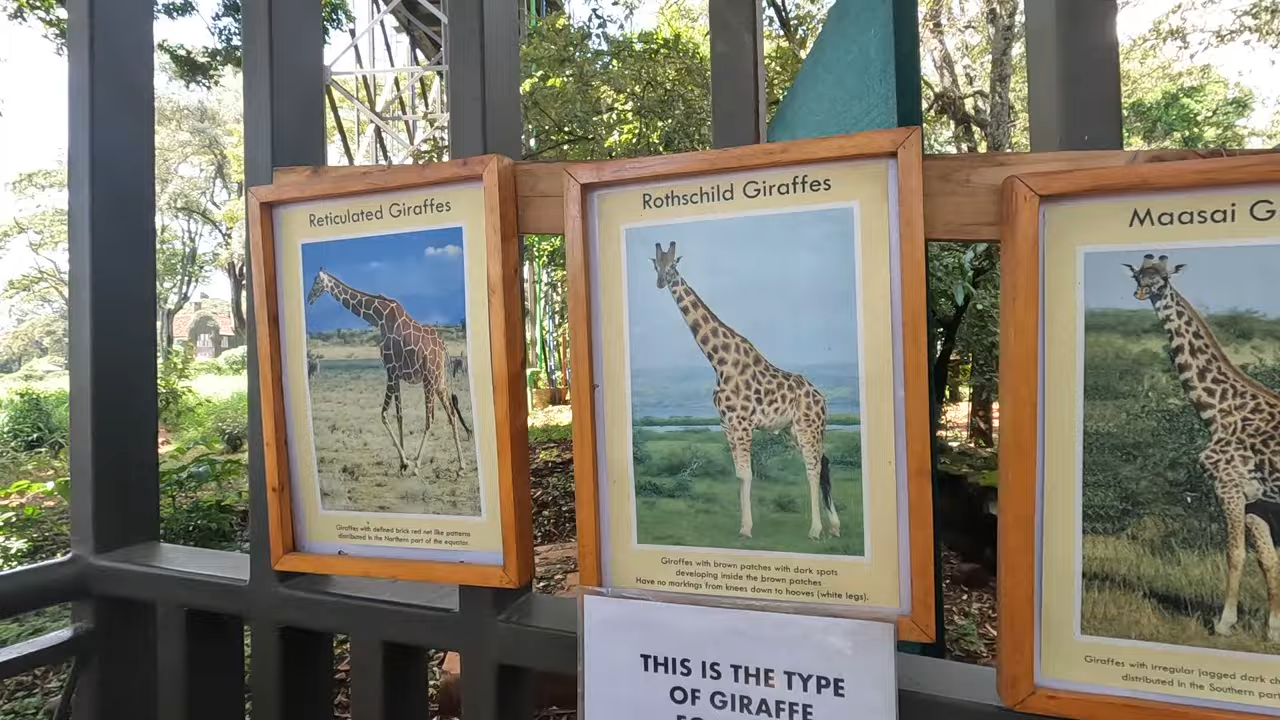 Reticulated Giraffes
Giraffes with defined brick red net like patterns
distributed in the Northern part of the equator.
Rothschild Giraffes
Giraffes with brown patches with dark spots
developing inside the brown patches
Have no markings from knees down to hooves (white legs).
THIS IS THE TYPE
OF GIRAFFE
Maasai G
Giraffes with irregular jagged dark ch
distributed in the Southern par